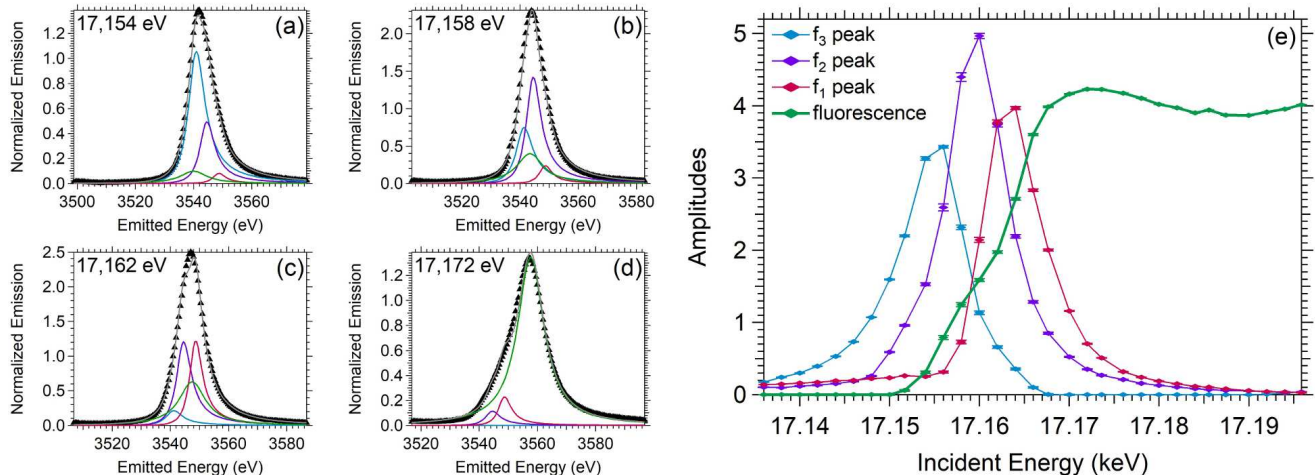 17,154 eV
(a)
Normalized Emission
1.2
1.0
0.8
0.6
0.4
0.2
0.0
3500 3520 3540 3560
Emitted Energy (eV)
17,158 eV
(b)
Normalized Emission
2.0
1.5
1.0
0.5
0.0
3520 3540 3560 3580
Emitted Energy (eV)
17,162 eV
(c)
Normalized Emission
2.5
2.0
1.5
1.0
0.5
0.0
3520 3540 3560 3580
Emitted Energy (eV)
17,172 eV
(d)
Normalized Emission
1.2
1.0
0.8
0.6
0.4
0.2
0.0
3520 3540 3560 3580
Emitted Energy (eV)
(e)
f₃ peak
f₂ peak
f₁ peak
fluorescence
Amplitudes
5
4
3
2
1
0
17.14 17.15 17.16 17.17 17.18 17.19
Incident Energy (keV)